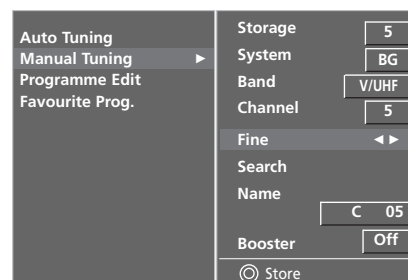 Auto Tuning
Manual Tuning ►
Programme Edit
Favourite Prog.
Storage 5
System BG
Band V/UHF
Channel 5
Fine ◄ ►
Search
Name
C 05
Booster Off
Store